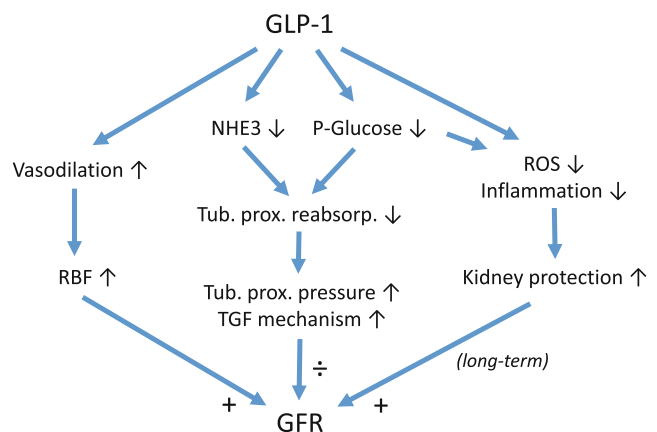 GLP-1
NHE3 ↓
P-Glucose ↓
Vasodilation ↑
ROS ↓
Inflammation ↓
Tub. prox. reabsorp. ↓
RBF ↑
Kidney protection ↑
Tub. prox. pressure ↑
TGF mechanism ↑
(long-term)
÷
+
+
GFR